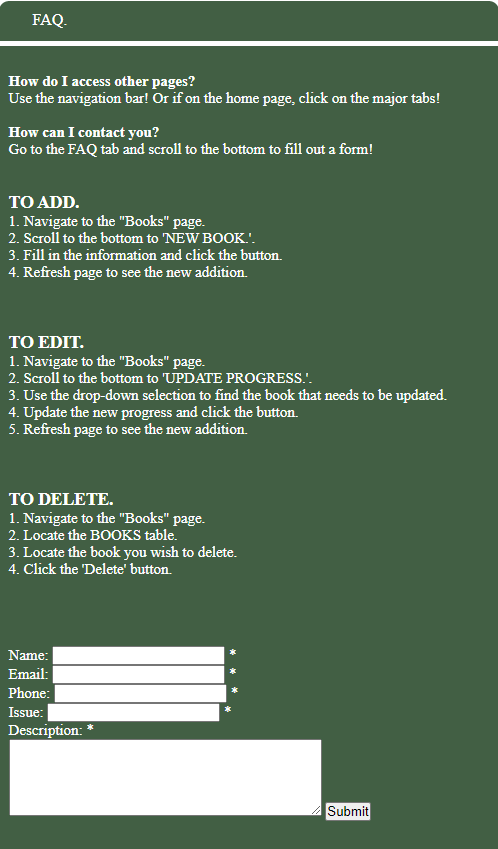 FAQ.
How do I access other pages?
Use the navigation bar! Or if on the home page, click on the major tabs!
How can I contact you?
Go to the FAQ tab and scroll to the bottom to fill out a form!
TO ADD.
1. Navigate to the "Books" page.
2. Scroll to the bottom to 'NEW BOOK.'.
3. Fill in the information and click the button.
4. Refresh page to see the new addition.
TO EDIT.
1. Navigate to the "Books" page.
2. Scroll to the bottom to 'UPDATE PROGRESS.'.
3. Use the drop-down selection to find the book that needs to be updated.
4. Update the new progress and click the button.
5. Refresh page to see the new addition.
TO DELETE.
1. Navigate to the "Books" page.
2. Locate the BOOKS table.
3. Locate the book you wish to delete.
4. Click the 'Delete' button.
Name: *
Email: *
Phone: *
Issue: *
Description: *
Submit